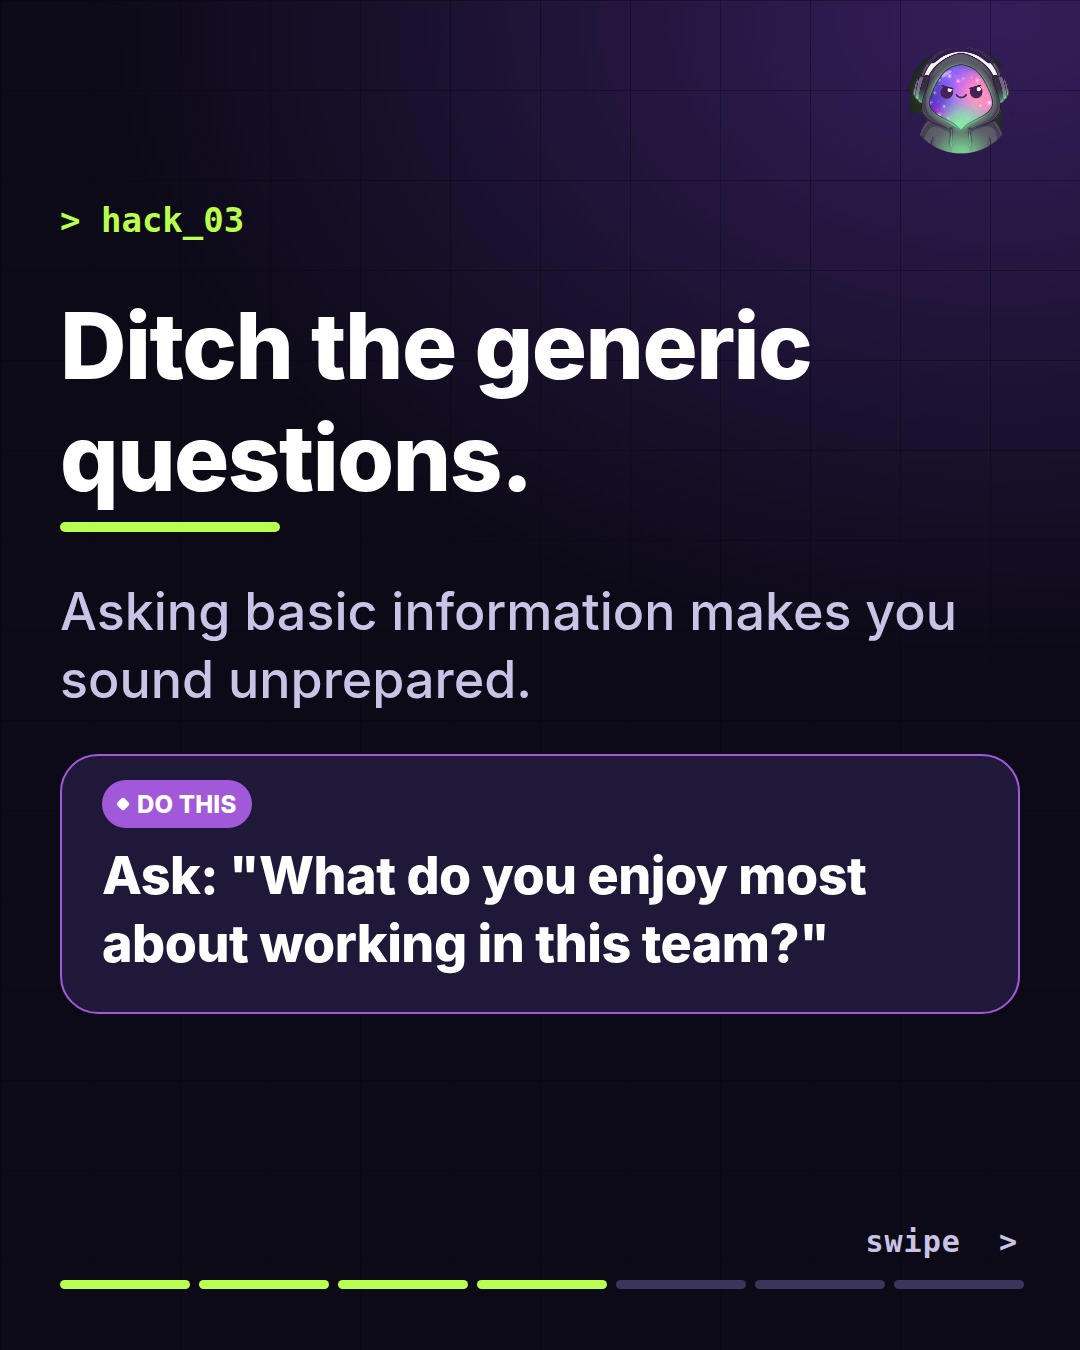 > hack_03
Ditch the generic
questions.
Asking basic information makes you
sound unprepared.
DO THIS
Ask: "What do you enjoy most
about working in this team?"
swipe >